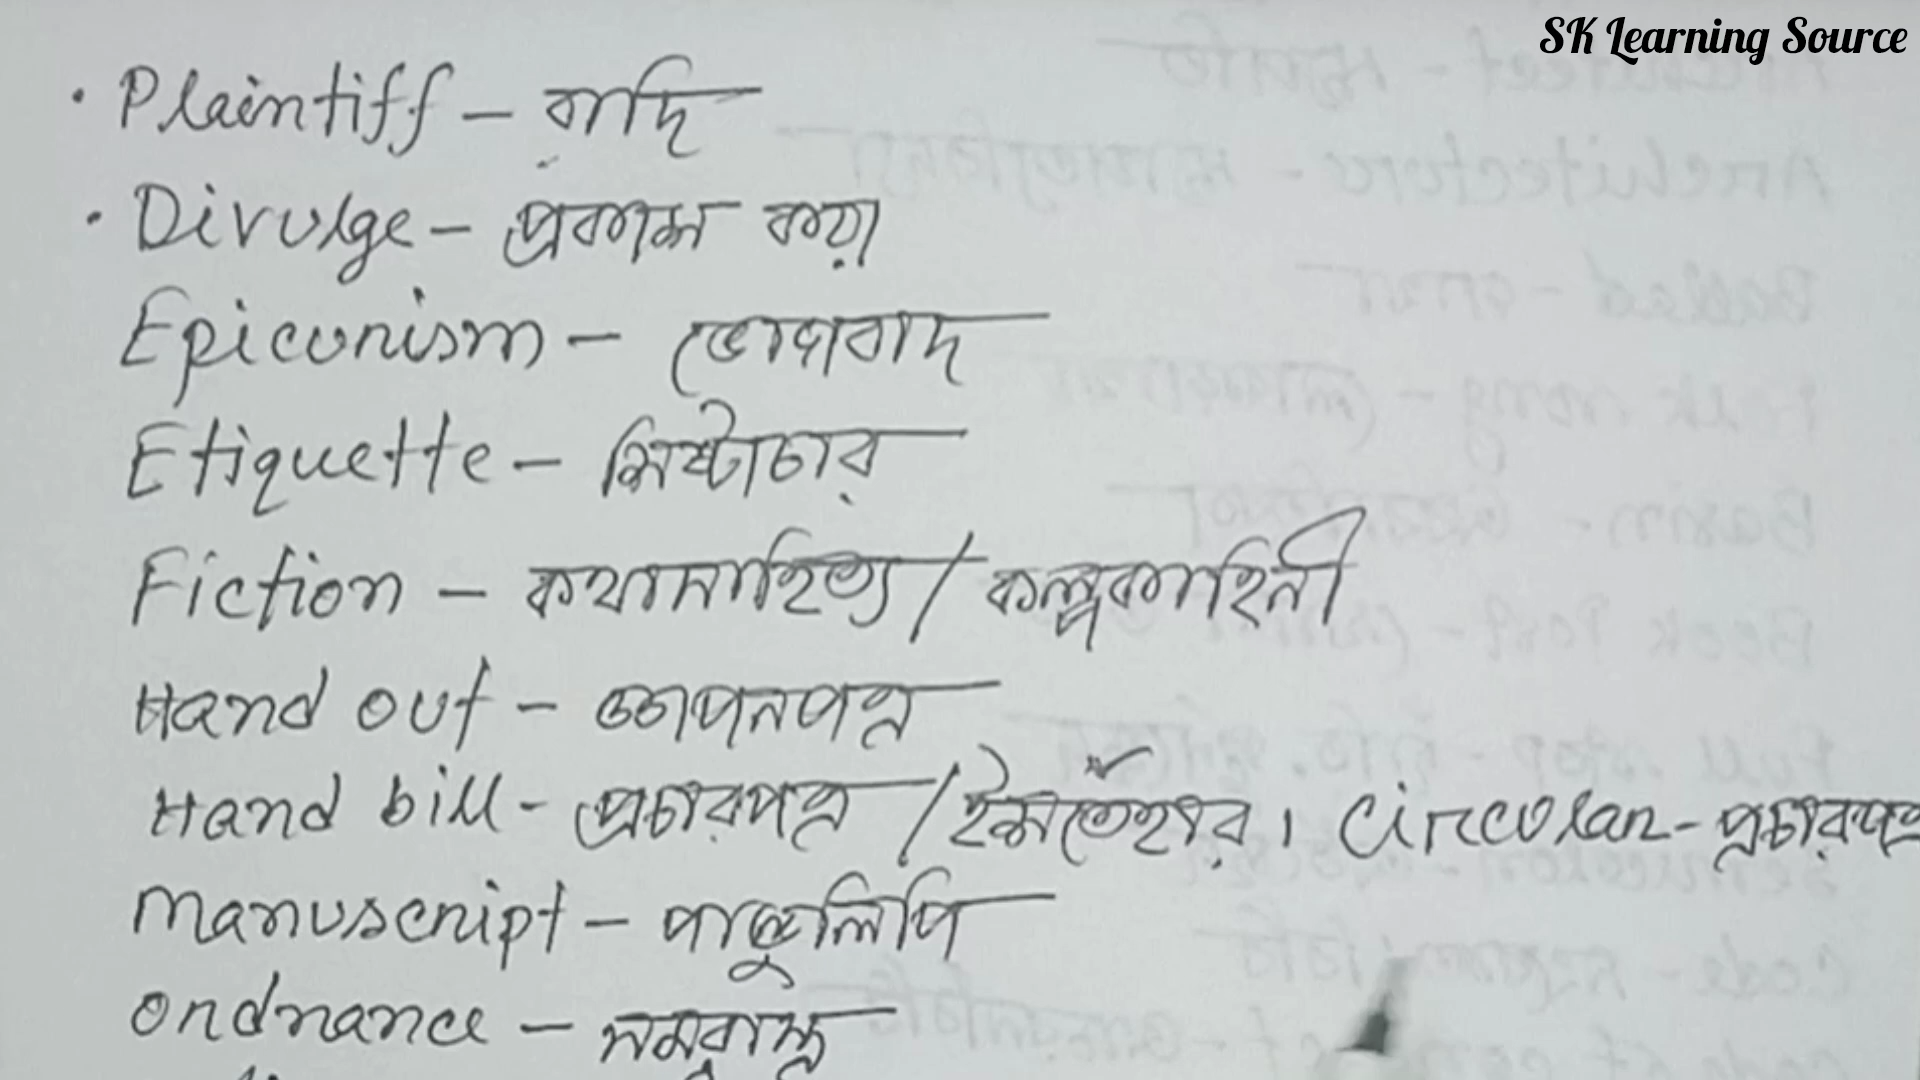 SK Learning Source
• Plaintiff – বাদি
• Divulge – প্রকাশ করা
Epicurism – ভোগবাদ
Etiquette – শিষ্টাচার
Fiction – কথাসাহিত্য / কল্পকাহিনী
Hand out – জ্ঞাপনপত্র
Hand bill - প্রচারপত্র / ইশতেহার। Circular - প্রচারপত্র
Manuscript – পান্ডুলিপি
Ordnance – সমরাস্ত্র